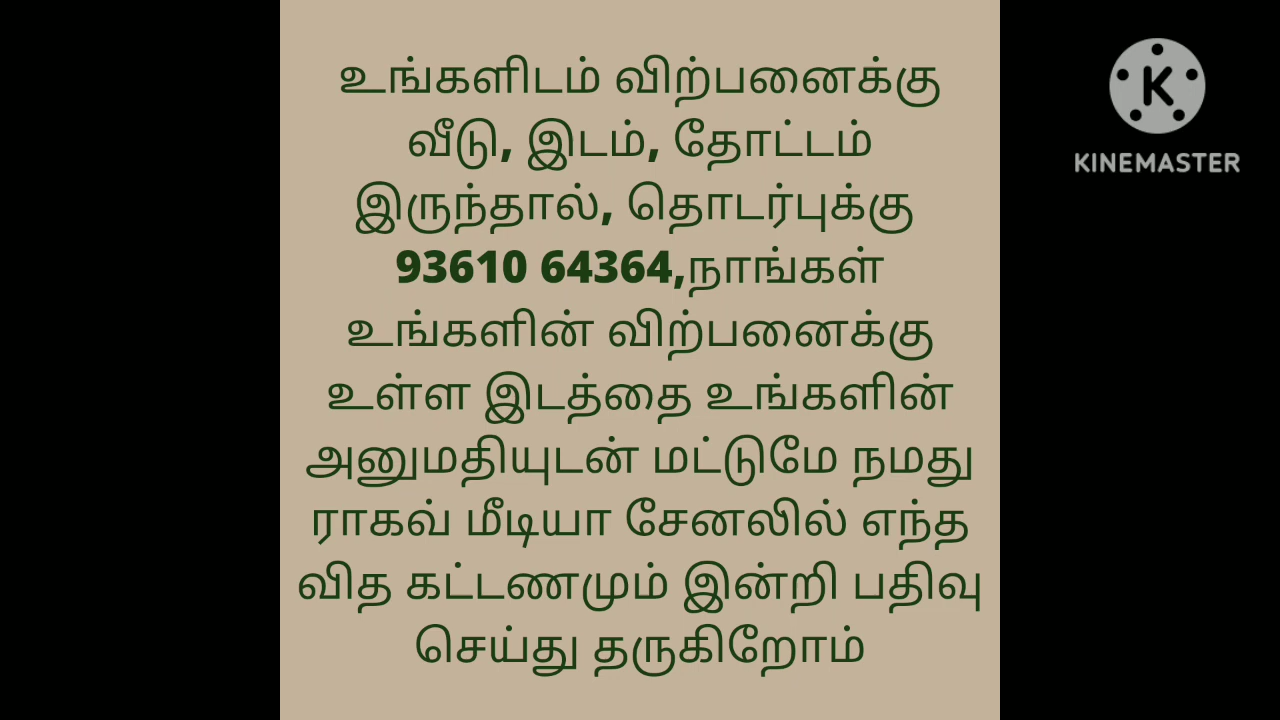 உங்களிடம் விற்பனைக்கு
வீடு, இடம், தோட்டம்
இருந்தால், தொடர்புக்கு
93610 64364,நாங்கள்
உங்களின் விற்பனைக்கு
உள்ள இடத்தை உங்களின்
அனுமதியுடன் மட்டுமே நமது
ராகவ் மீடியா சேனலில் எந்த
வித கட்டணமும் இன்றி பதிவு
செய்து தருகிறோம்
K
KINEMASTER